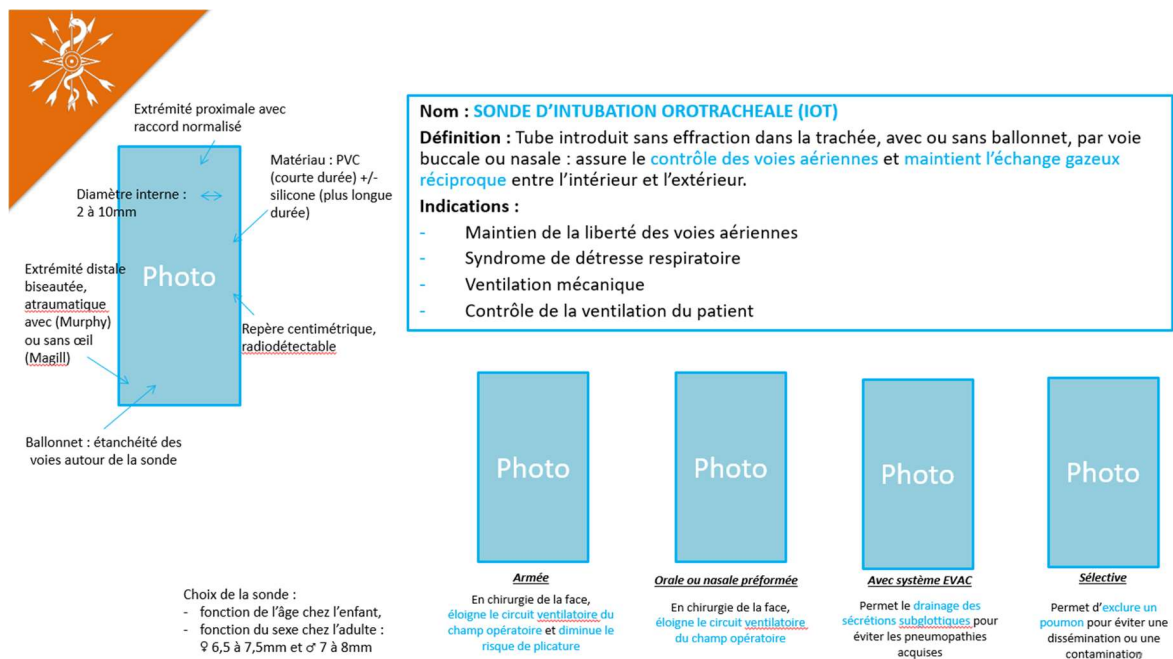 Extrémité proximale avec
raccord normalisé
Matériau : PVC
(courte durée) +/-
silicone (plus longue
durée)
Diamètre interne :
2 à 10mm
Extrémité distale
biseautée,
atraumatique
avec (Murphy)
ou sans œil
(Magill)
Photo
Repère centimétrique,
radiodétectable
Ballonnet : étanchéité des
voies autour de la sonde
Nom : SONDE D'INTUBATION OROTRACHEALE (IOT)
Définition : Tube introduit sans effraction dans la trachée, avec ou sans ballonnet, par voie
buccale ou nasale : assure le contrôle des voies aériennes et maintient l'échange gazeux
réciproque entre l'intérieur et l'extérieur.
Indications :
- Maintien de la liberté des voies aériennes
- Syndrome de détresse respiratoire
- Ventilation mécanique
- Contrôle de la ventilation du patient
Choix de la sonde :
- fonction de l'âge chez l'enfant,
- fonction du sexe chez l'adulte :
♀ 6,5 à 7,5mm et ♂ 7 à 8mm
Photo
Armée
En chirurgie de la face,
éloigne le circuit ventilatoire du
champ opératoire et diminue le
risque de plicature
Photo
Orale ou nasale préformée
En chirurgie de la face,
éloigne le circuit ventilatoire
du champ opératoire
Photo
Avec système EVAC
Permet le drainage des
sécrétions subglottiques pour
éviter les pneumopathies
acquises
Photo
Sélective
Permet d'exclure un
poumon pour éviter une
dissémination ou une
contamination